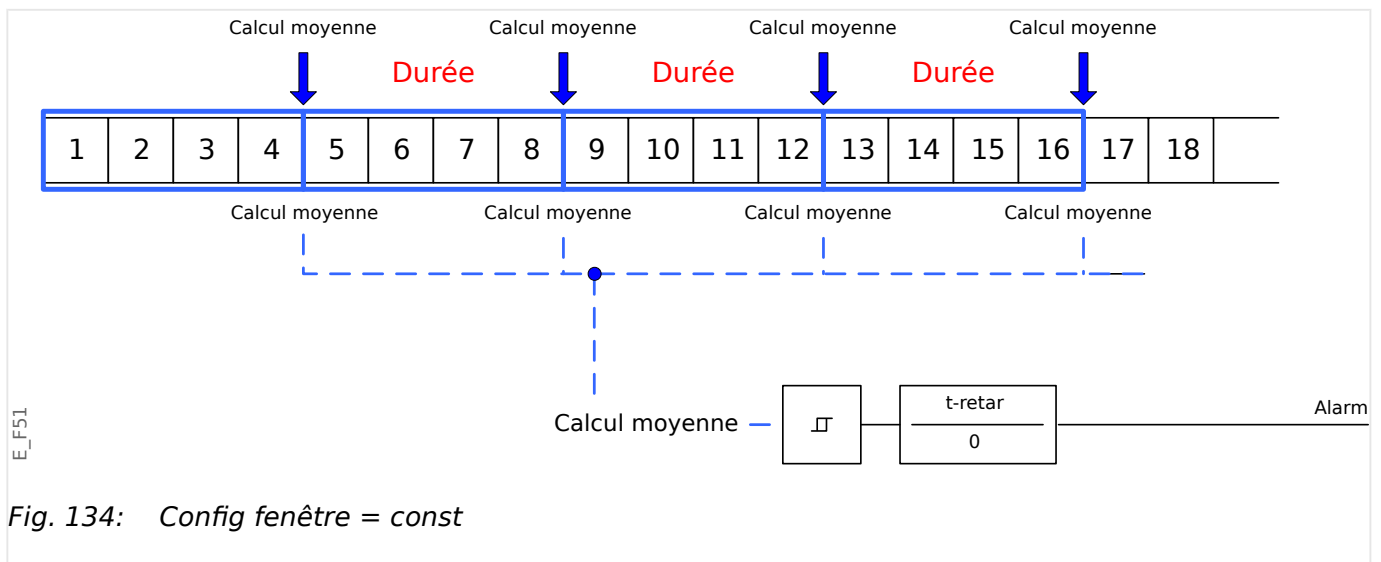 Calcul moyenne Calcul moyenne Calcul moyenne Calcul moyenne
Durée Durée Durée
1 2 3 4 5 6 7 8 9 10 11 12 13 14 15 16 17 18
Calcul moyenne Calcul moyenne Calcul moyenne Calcul moyenne
t-retar
Alarm
Calcul moyenne
0
E_F51
Fig. 134: Config fenêtre = const